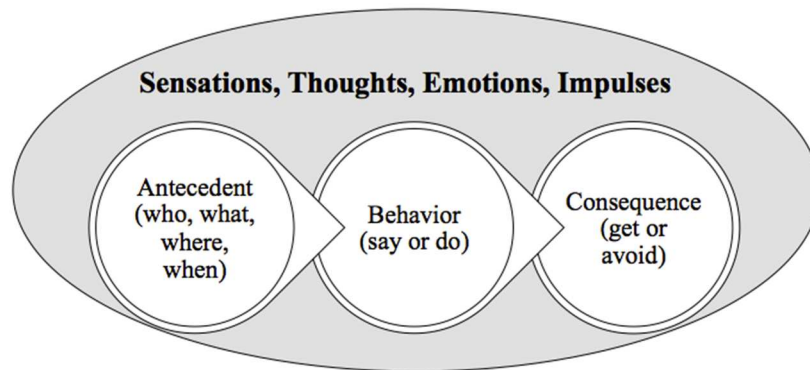 Sensations, Thoughts, Emotions, Impulses
Antecedent
(who, what,
where,
when)
Behavior
(say or do)
Consequence
(get or
avoid)